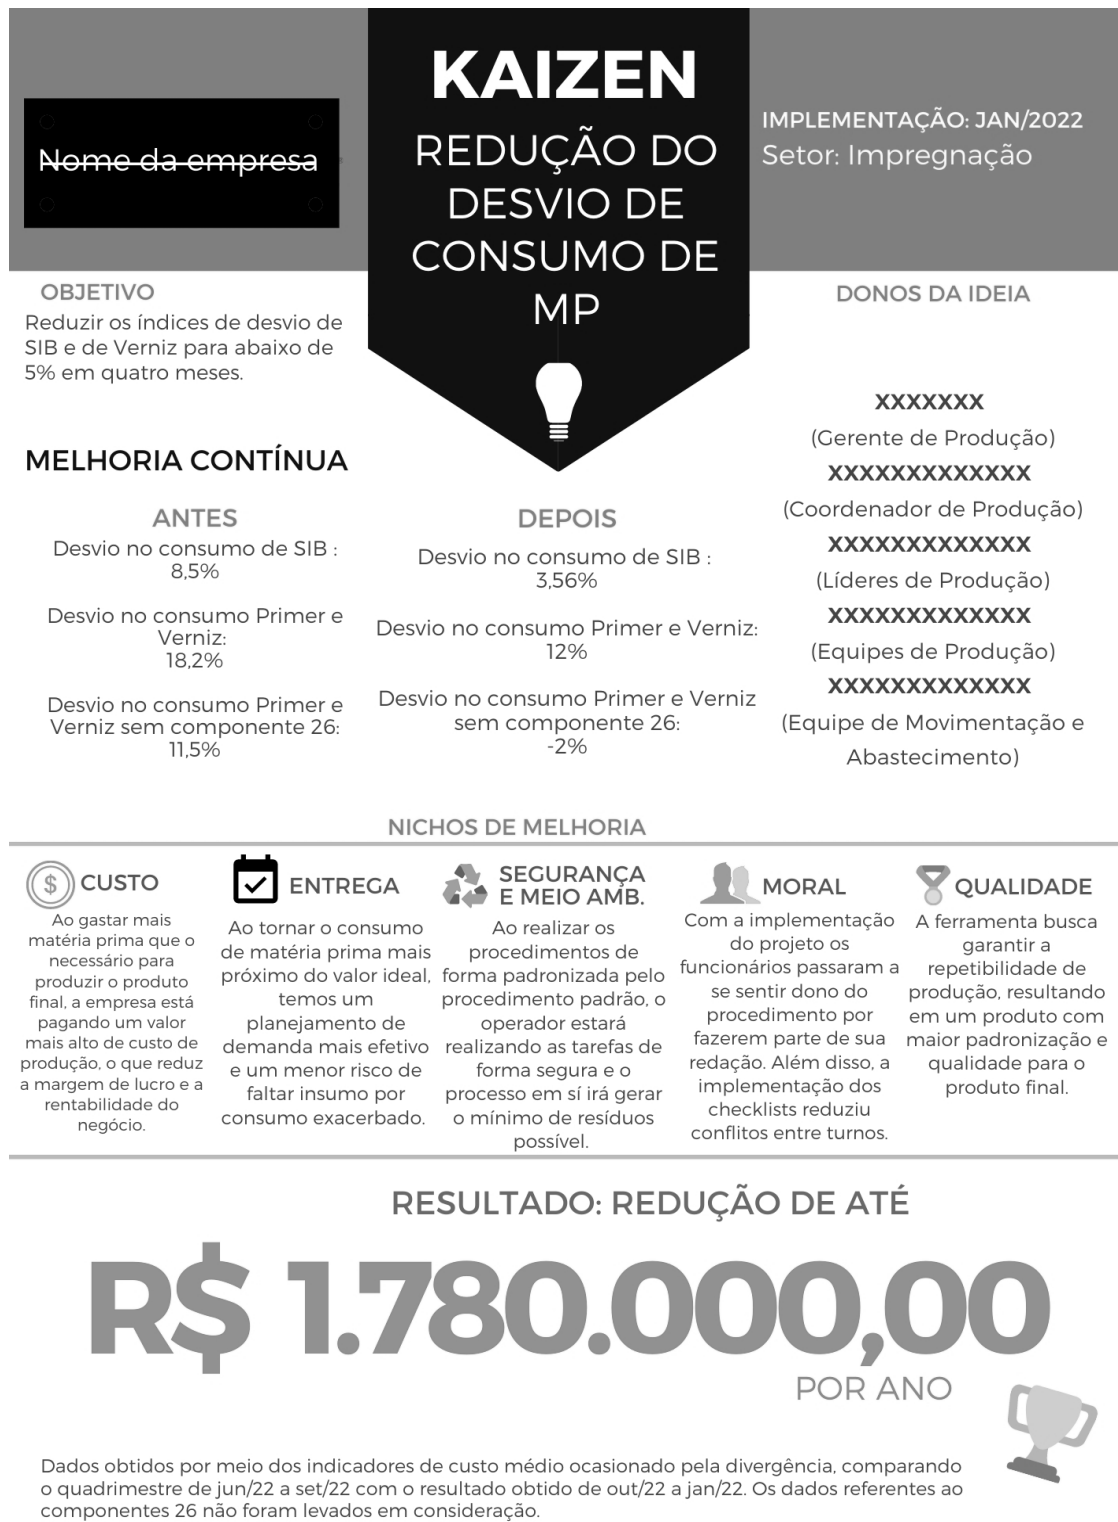 KAIZEN
REDUÇÃO DO
DESVIO DE
CONSUMO DE
MP
Nome da empresa
IMPLEMENTAÇÃO: JAN/2022
Setor: Impregnação
OBJETIVO
Reduzir os índices de desvio de
SIB e de Verniz para abaixo de
5% em quatro meses.
MELHORIA CONTÍNUA
ANTES
Desvio no consumo de SIB :
8,5%
Desvio no consumo Primer e
Verniz:
18,2%
Desvio no consumo Primer e
Verniz sem componente 26:
11,5%
DEPOIS
Desvio no consumo de SIB :
3,56%
Desvio no consumo Primer e Verniz:
12%
Desvio no consumo Primer e Verniz
sem componente 26:
-2%
DONOS DA IDEIA
XXXXXXX
(Gerente de Produção)
XXXXXXXXXXXXX
(Coordenador de Produção)
XXXXXXXXXXXXX
(Líderes de Produção)
XXXXXXXXXXXXX
(Equipes de Produção)
XXXXXXXXXXXXX
(Equipe de Movimentação e
Abastecimento)
NICHOS DE MELHORIA
$ CUSTO
Ao gastar mais
matéria prima que o
necessário para
produzir o produto
final, a empresa está
pagando um valor
mais alto de custo de
produção, o que reduz
a margem de lucro e a
rentabilidade do
negócio.
ENTREGA
Ao tornar o consumo
de matéria prima mais
próximo do valor ideal,
temos um
planejamento de
demanda mais efetivo
e um menor risco de
faltar insumo por
consumo exacerbado.
SEGURANÇA
E MEIO AMB.
Ao realizar os
procedimentos de
forma padronizada pelo
procedimento padrão, o
operador estará
realizando as tarefas de
forma segura e o
processo em sí irá gerar
o mínimo de resíduos
possível.
MORAL
Com a implementação
do projeto os
funcionários passaram a
se sentir dono do
procedimento por
fazerem parte de sua
redação. Além disso, a
implementação dos
checklists reduziu
conflitos entre turnos.
QUALIDADE
A ferramenta busca
garantir a
repetibilidade de
produção, resultando
em um produto com
maior padronização e
qualidade para o
produto final.
RESULTADO: REDUÇÃO DE ATÉ
R$ 1.780.000,00
POR ANO
Dados obtidos por meio dos indicadores de custo médio ocasionado pela divergência, comparando
o quadrimestre de jun/22 a set/22 com o resultado obtido de out/22 a jan/22. Os dados referentes ao
componentes 26 não foram levados em consideração.